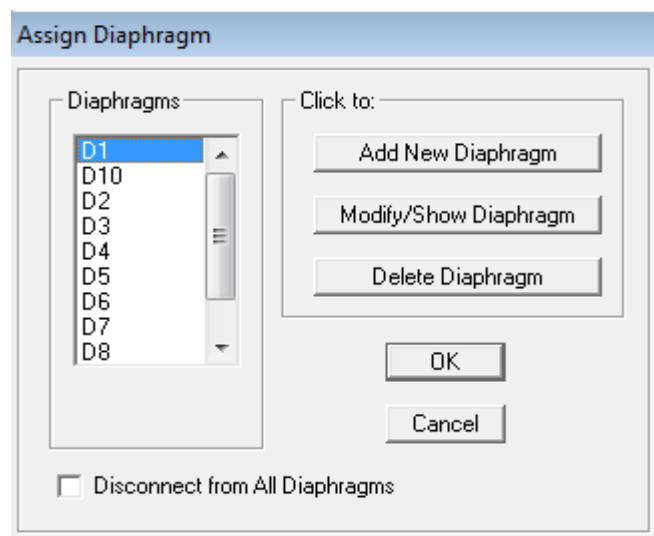 Assign Diaphragm
Diaphragms
D1
D10
D2
D3
D4
D5
D6
D7
D8
Click to:
Add New Diaphragm
Modify/Show Diaphragm
Delete Diaphragm
OK
Cancel
Disconnect from All Diaphragms